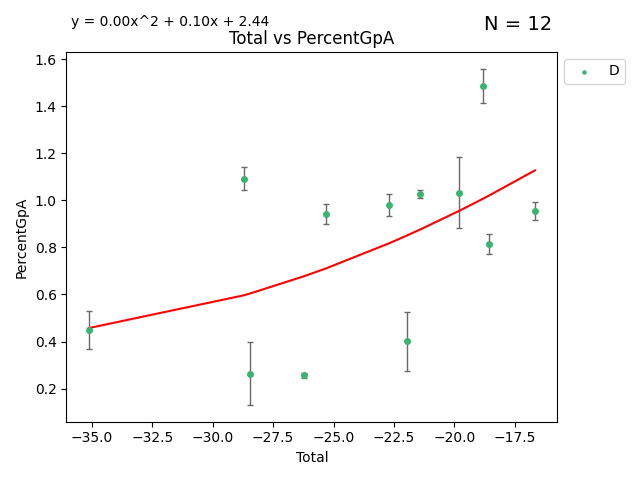 y = 0.00x^2 + 0.10x + 2.44
N = 12
Total vs PercentGpA
D
PercentGpA
1.6
1.4
1.2
1.0
0.8
0.6
0.4
0.2
−35.0 −32.5 −30.0 −27.5 −25.0 −22.5 −20.0 −17.5
Total